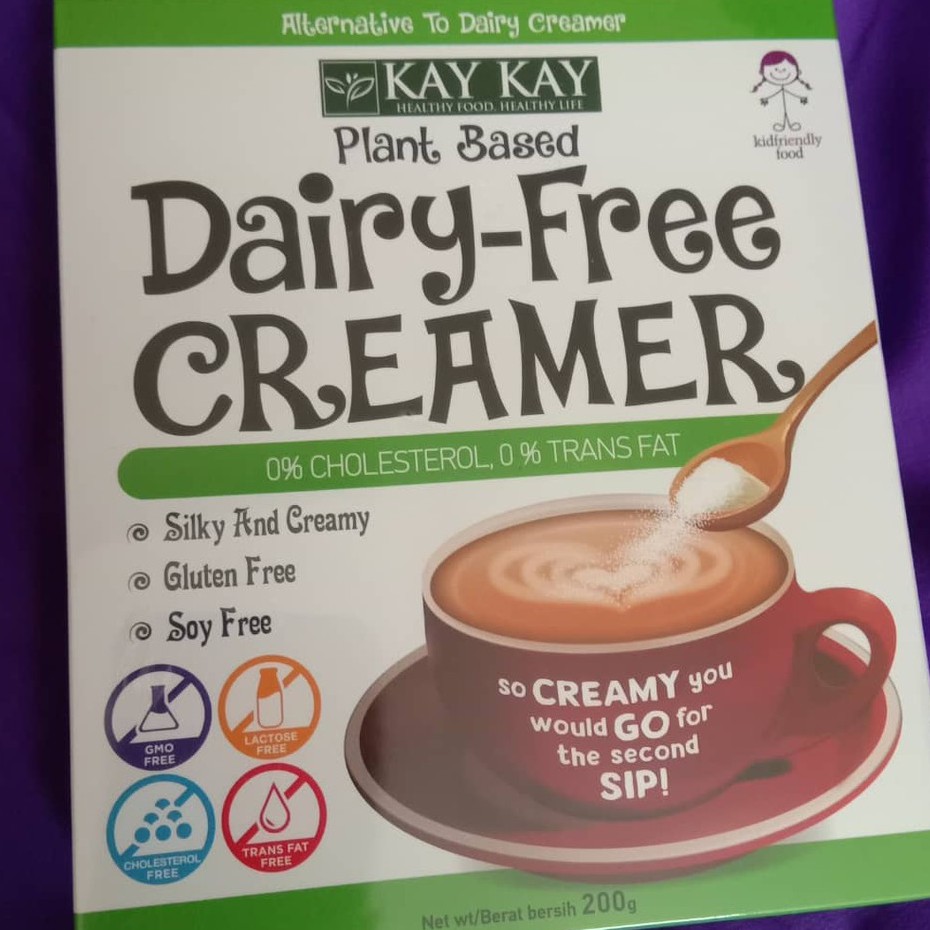 Alternative To Dairy Creamer
KAY KAY
HEALTHY FOOD. HEALTHY LIFE
kidfriendly
food
Plant Based
Dairy-Free
CREAMER
0% CHOLESTEROL, 0 % TRANS FAT
Silky And Creamy
Gluten Free
Soy Free
GMO
FREE
LACTOSE
FREE
CHOLESTEROL
FREE
TRANS FAT
FREE
so CREAMY you
would GO for
the second
SIP!
Net wt/Berat bersih 200g